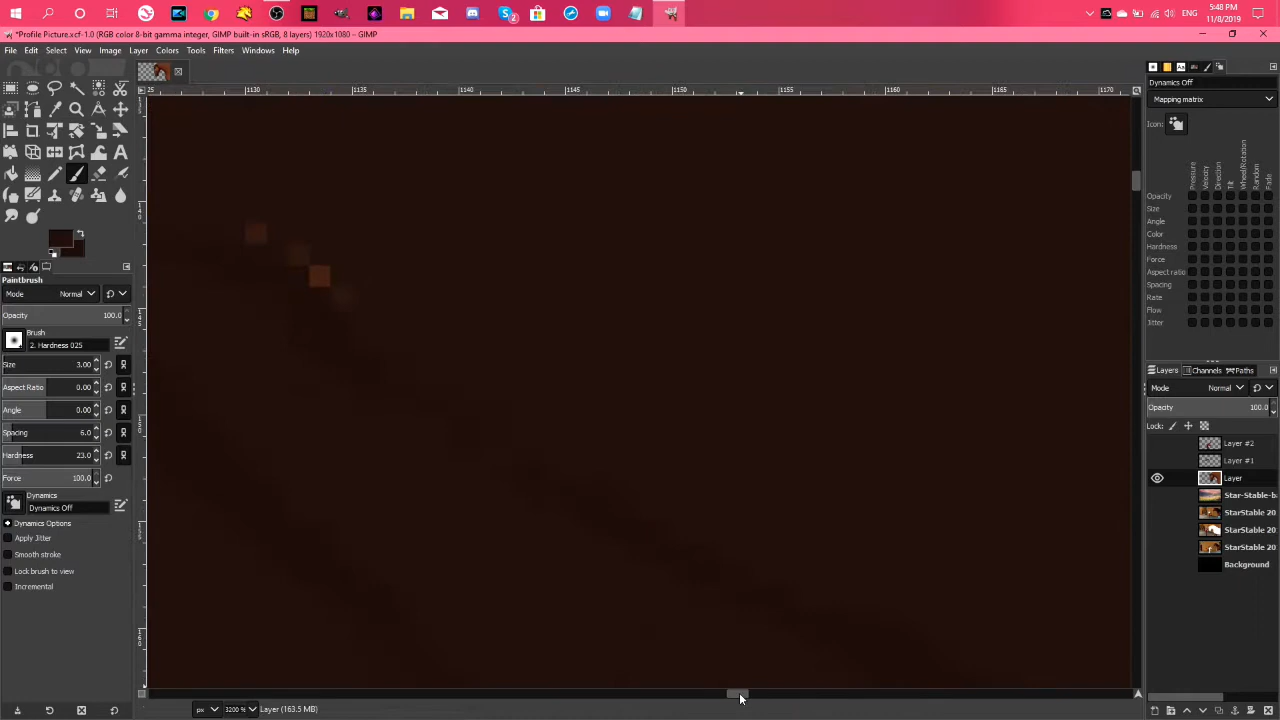 5:48 PM
ENG
11/8/2019
*Profile Picture.xcf-1.0 (RGB color 8-bit gamma integer, GIMP built-in sRGB, 8 layers) 1920x1080 – GIMP
File Edit Select View Image Layer Colors Tools Filters Windows Help
25 1130 1135 1140 1145 1150 1155 1160 1165 1170
Dynamics Off
Mapping matrix
Icon:
Pressure Velocity Direction Tilt Wheel/Rotation Random Fade
Opacity
Size
Angle
Color
Hardness
Force
Aspect ratio
Spacing
Rate
Flow
Jitter
Paintbrush
Mode Normal
Opacity 100.0
Brush
2. Hardness 025
Size 3.00
Aspect Ratio 0.00
Angle 0.00
Spacing 6.0
Hardness 23.0
Force 100.0
Dynamics
Dynamics Off
Dynamics Options
Apply Jitter
Smooth stroke
Lock brush to view
Incremental
Layers Channels Paths
Mode Normal
Opacity 100.0
Lock:
Layer #2
Layer #1
Layer
Star-Stable-b
StarStable 20
StarStable 20
StarStable 20
Background
px 3200 % Layer (163.5 MB)